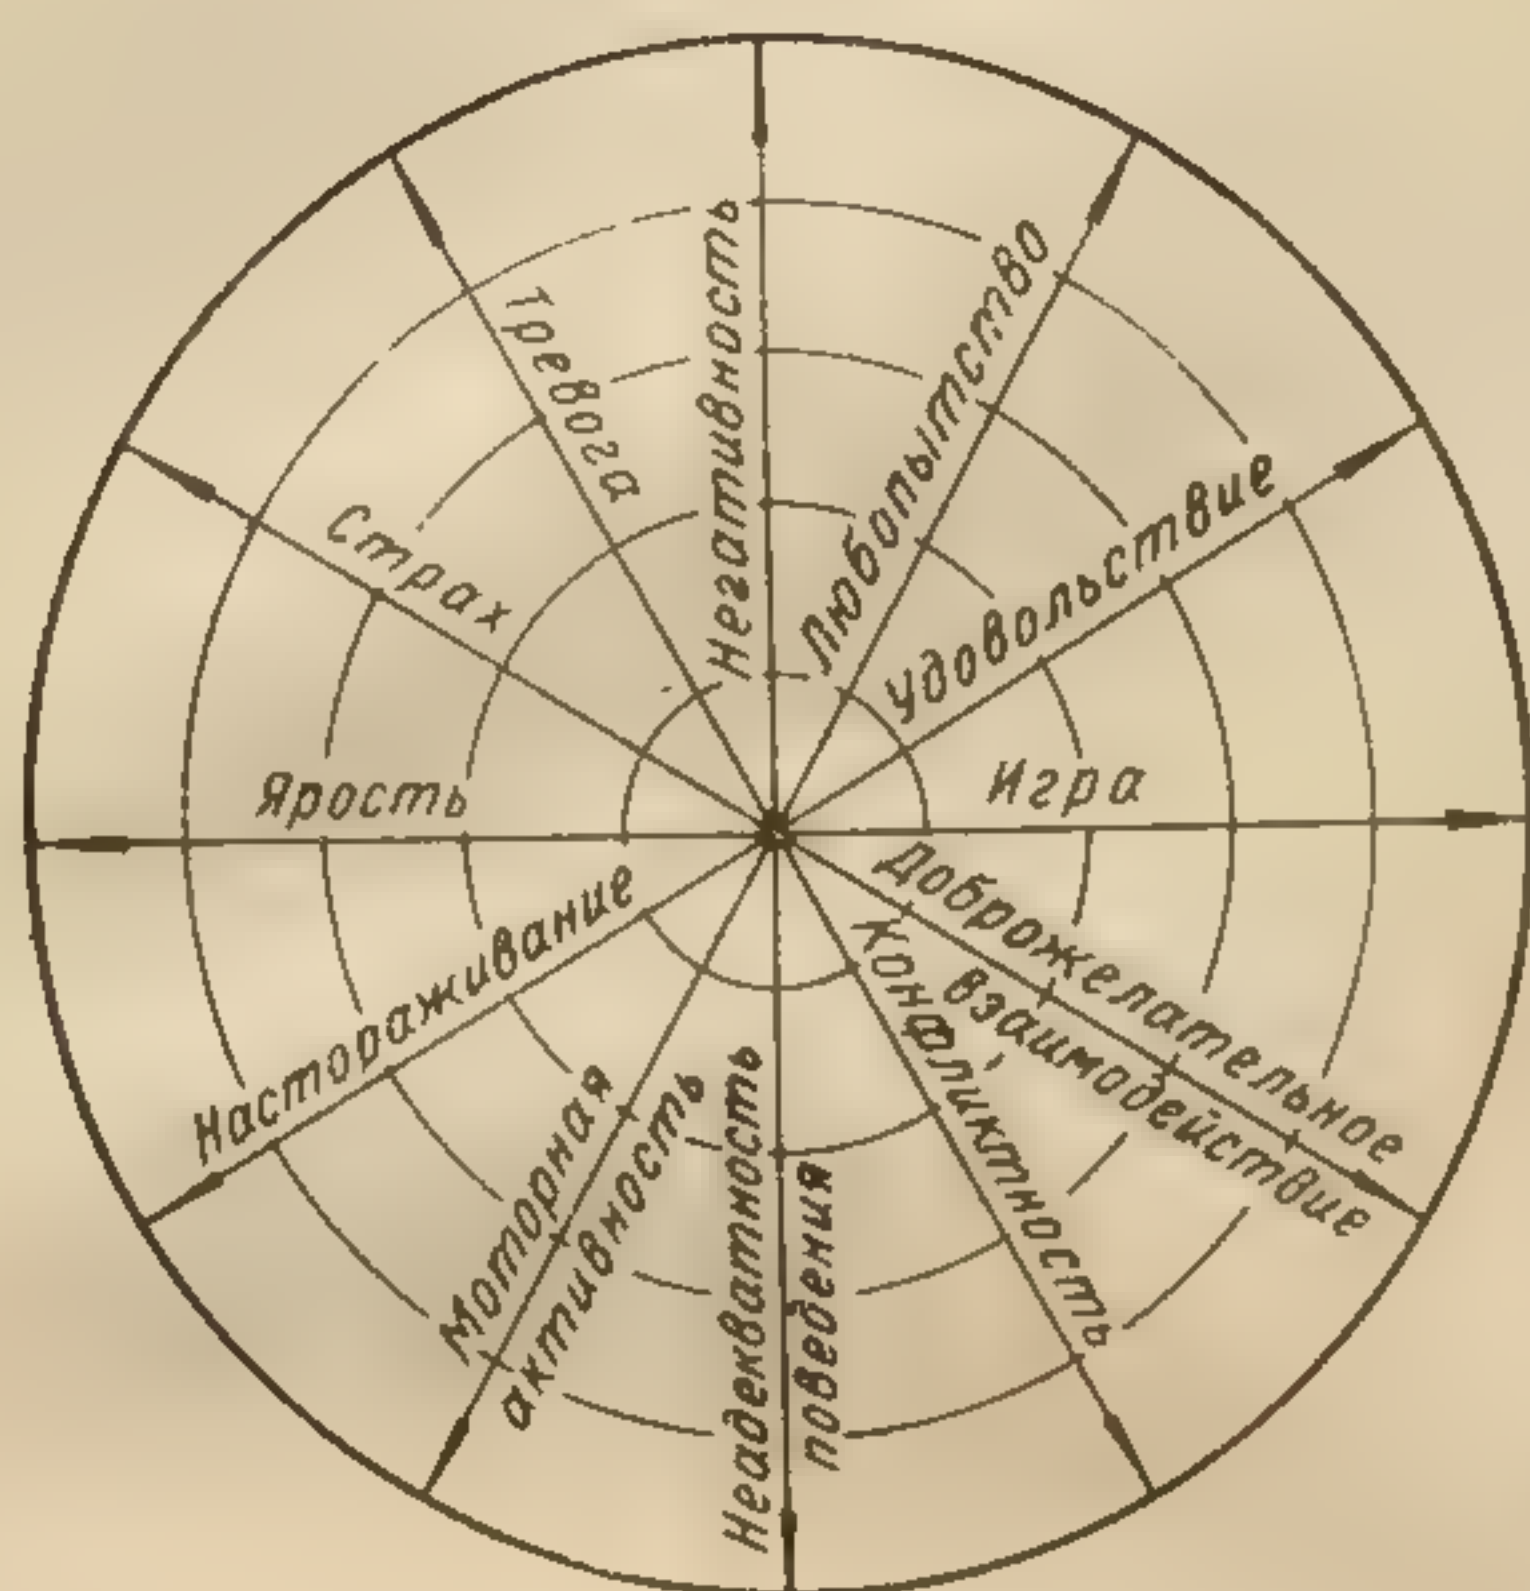 Негативность
Любопытство
Удовольствие
Игра
Доброжелательное
взаимодействие
Конфликтность
Неадекватность
поведения
Моторная
активность
Настораживание
Ярость
Страх
Тревога